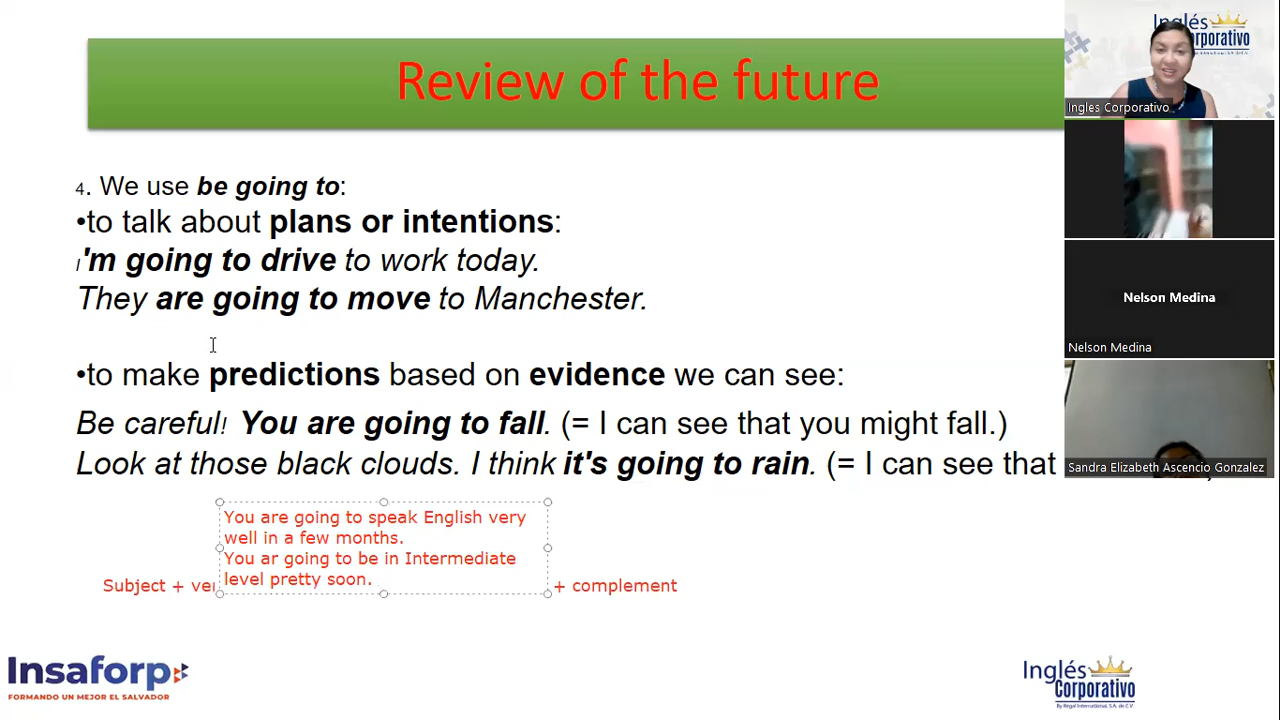 Review of the future
4. We use be going to:
•to talk about plans or intentions:
I'm going to drive to work today.
They are going to move to Manchester.
•to make predictions based on evidence we can see:
Be careful! You are going to fall. (= I can see that you might fall.)
Look at those black clouds. I think it's going to rain. (= I can see that
You are going to speak English very
well in a few months.
You ar going to be in Intermediate
level pretty soon.
Subject + ver
+ complement
Insaforp
FORMANDO UN MEJOR EL SALVADOR
Inglés
Corporativo
By Regal International, S.A. de C.V.
Inglés
Corporativo
Ingles Corporativo
Nelson Medina
Nelson Medina
Sandra Elizabeth Ascencio Gonzalez